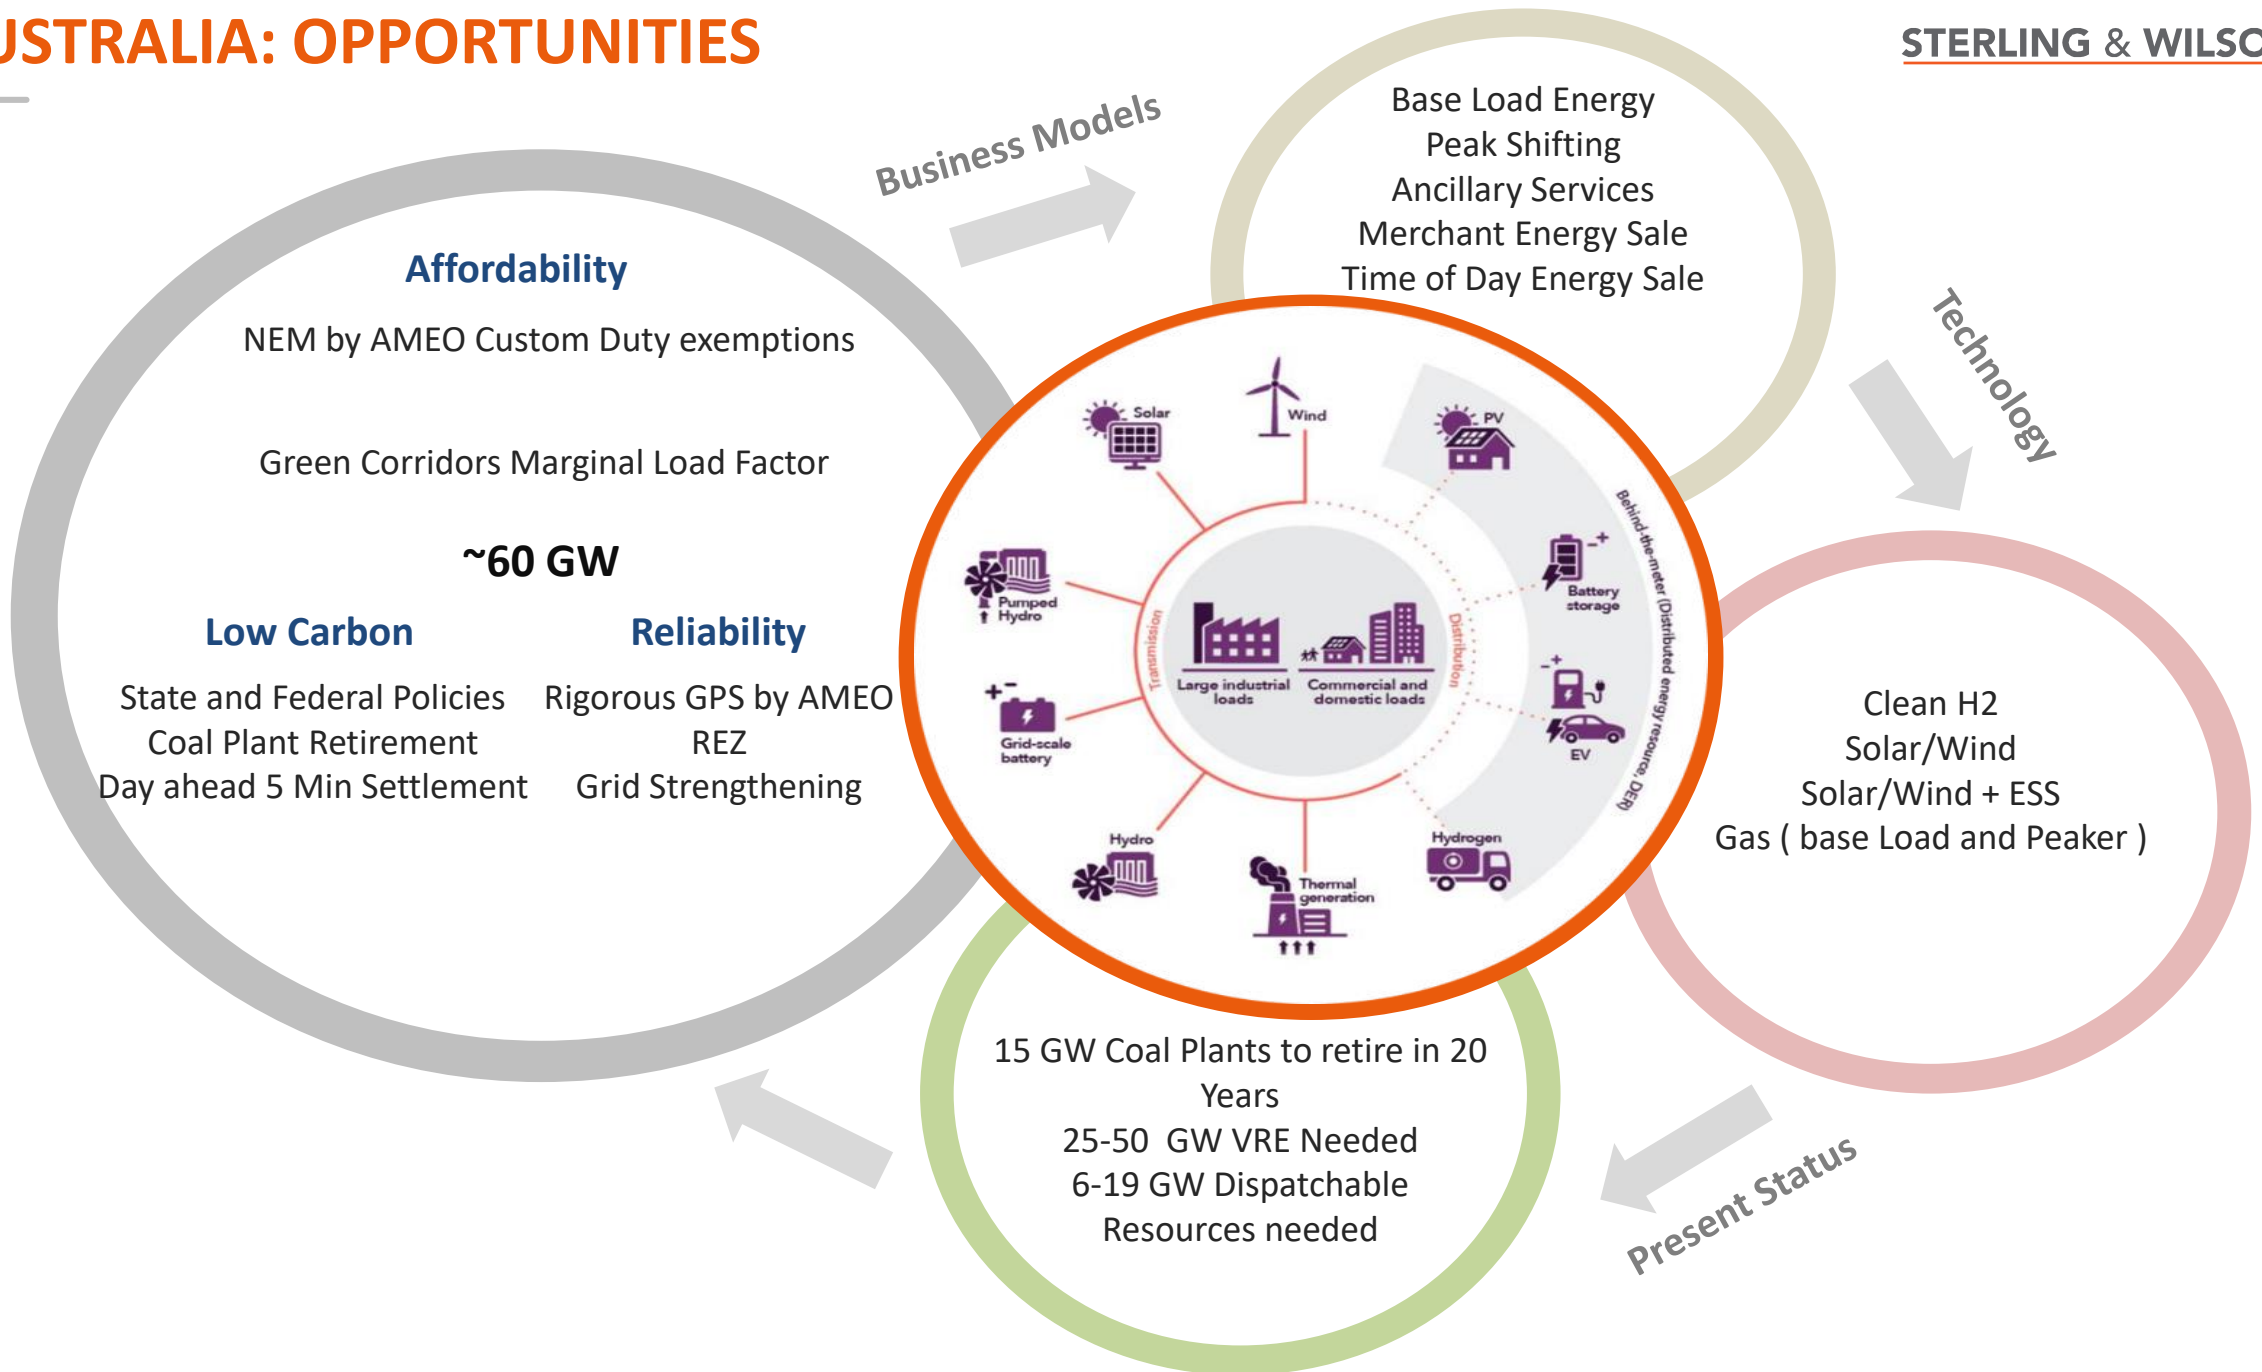 USTRALIA: OPPORTUNITIES
STERLING & WILSO
Business Models
Base Load Energy
Peak Shifting
Ancillary Services
Merchant Energy Sale
Time of Day Energy Sale
Technology
Affordability
NEM by AMEO Custom Duty exemptions
Green Corridors Marginal Load Factor
~60 GW
Low Carbon
State and Federal Policies
Coal Plant Retirement
Day ahead 5 Min Settlement
Reliability
Rigorous GPS by AMEO
REZ
Grid Strengthening
Solar
Wind
PV
Pumped
Hydro
Battery
storage
Behind-the-meter (Distributed energy resource, DER)
Transmission
Distribution
Large industrial
loads
Commercial and
domestic loads
Grid-scale
battery
EV
Hydro
Thermal
generation
Hydrogen
Clean H2
Solar/Wind
Solar/Wind + ESS
Gas ( base Load and Peaker )
15 GW Coal Plants to retire in 20
Years
25-50 GW VRE Needed
6-19 GW Dispatchable
Resources needed
Present Status